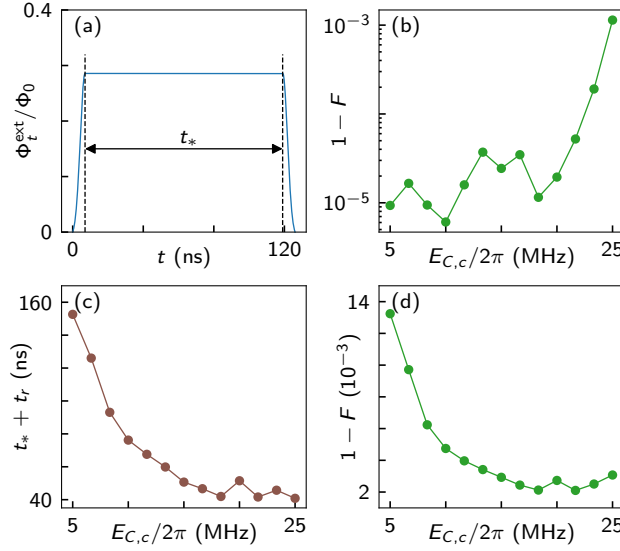 (a)
0.4
0
Φ_t^ext/Φ_0
t_*
0
120
t (ns)
(b)
10^{-3}
10^{-5}
1 − F
5
25
E_{C,c}/2π (MHz)
(c)
160
40
t_* + t_r (ns)
5
25
E_{C,c}/2π (MHz)
(d)
14
2
1 − F (10^{-3})
5
25
E_{C,c}/2π (MHz)